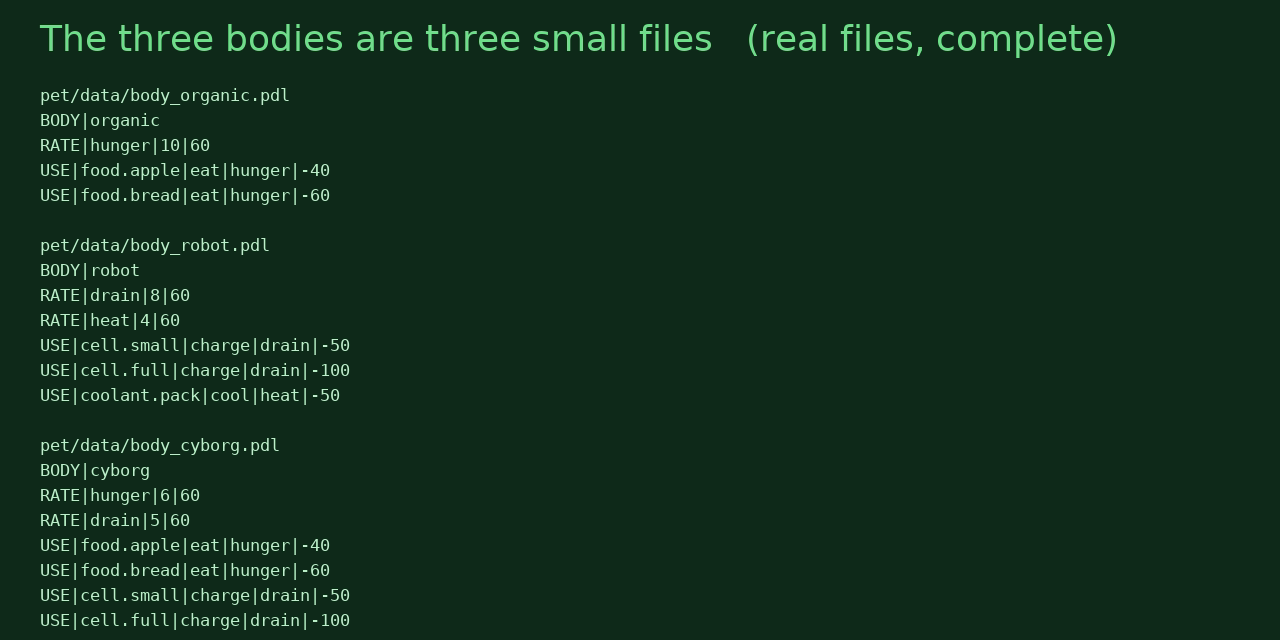 The three bodies are three small files (real files, complete)
pet/data/body_organic.pdl
BODY|organic
RATE|hunger|10|60
USE|food.apple|eat|hunger|-40
USE|food.bread|eat|hunger|-60
pet/data/body_robot.pdl
BODY|robot
RATE|drain|8|60
RATE|heat|4|60
USE|cell.small|charge|drain|-50
USE|cell.full|charge|drain|-100
USE|coolant.pack|cool|heat|-50
pet/data/body_cyborg.pdl
BODY|cyborg
RATE|hunger|6|60
RATE|drain|5|60
USE|food.apple|eat|hunger|-40
USE|food.bread|eat|hunger|-60
USE|cell.small|charge|drain|-50
USE|cell.full|charge|drain|-100